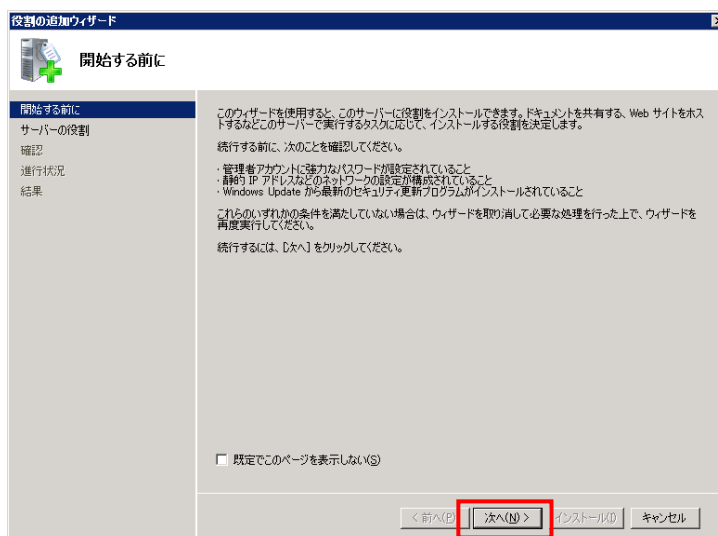 役割の追加ウィザード
開始する前に
開始する前に
サーバーの役割
確認
進行状況
結果
このウィザードを使用すると、このサーバーに役割をインストールできます。ドキュメントを共有する、Web サイトをホス
トするなどこのサーバーで実行するタスクに応じて、インストールする役割を決定します。
続行する前に、次のことを確認してください。
・管理者アカウントに強力なパスワードが設定されていること
・静的 IP アドレスなどのネットワークの設定が構成されていること
・Windows Update から最新のセキュリティ更新プログラムがインストールされていること
これらのいずれかの条件を満たしていない場合は、ウィザードを取り消して必要な処理を行った上で、ウィザードを
再度実行してください。
続行するには、[次へ] をクリックしてください。
既定でこのページを表示しない(S)
< 前へ(P) 次へ(N) > インストール(I) キャンセル